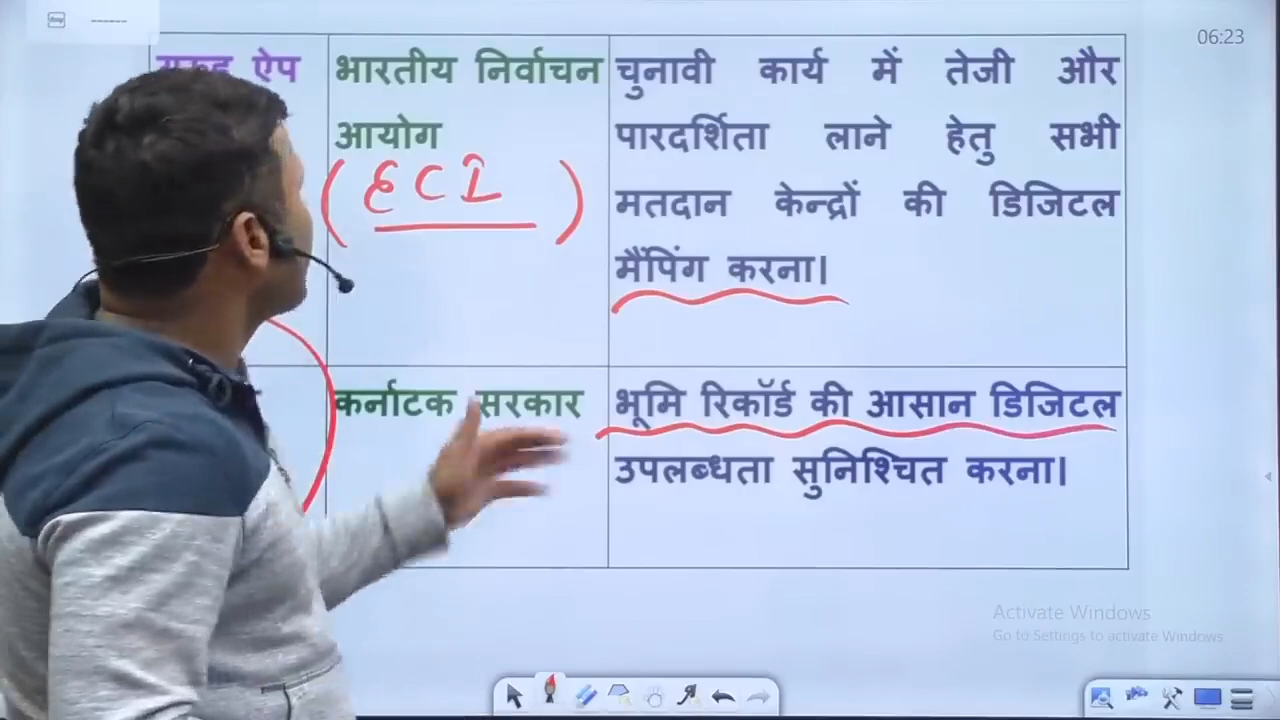 06:23
गरुड ऐप
भारतीय निर्वाचन
आयोग
(ECI)
चुनावी कार्य में तेजी और
पारदर्शिता लाने हेतु सभी
मतदान केन्द्रों की डिजिटल
मैंपिंग करना।
कर्नाटक सरकार
भूमि रिकॉर्ड की आसान डिजिटल
उपलब्धता सुनिश्चित करना।
Activate Windows
Go to Settings to activate Windows